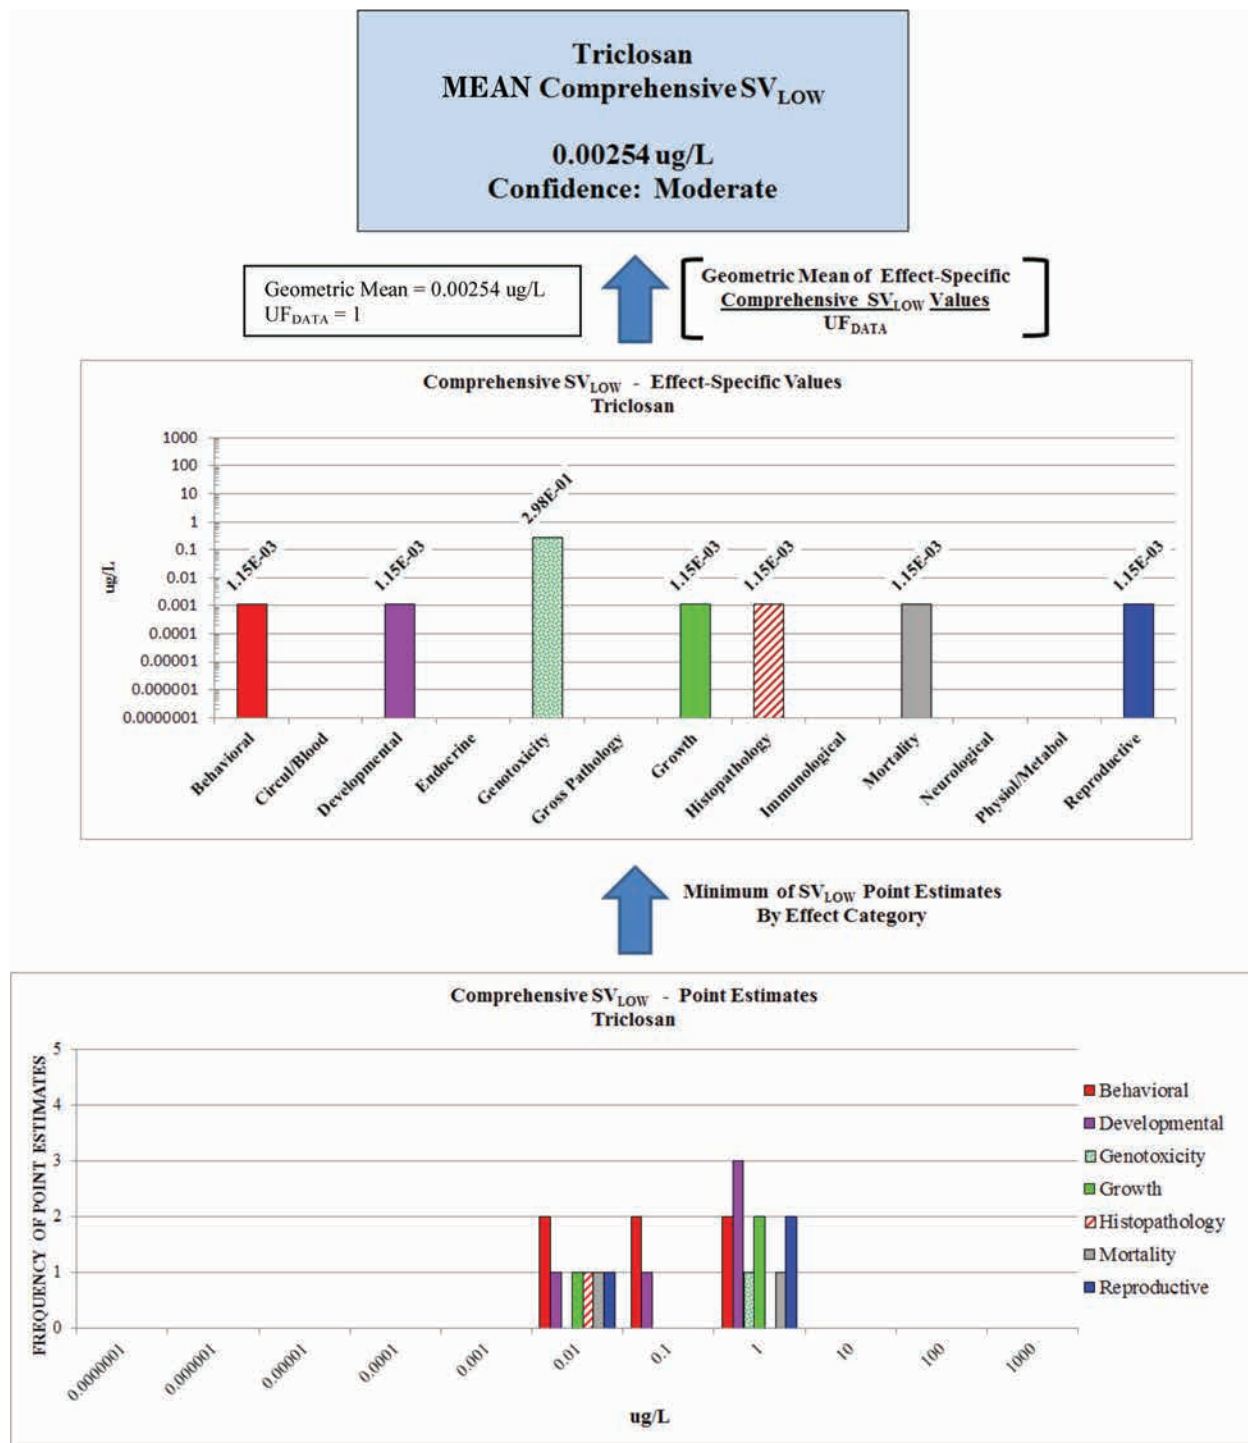 Triclosan
MEAN Comprehensive SVLOW
0.00254 ug/L
Confidence: Moderate
Geometric Mean = 0.00254 ug/L
UFDATA = 1
Geometric Mean of Effect-Specific
Comprehensive SVLOW Values
UFDATA
Comprehensive SVLOW - Effect-Specific Values
Triclosan
1000
100
10
1
0.1
0.01
0.001
0.0001
0.00001
0.000001
0.0000001
ug/L
1.15E-03
1.15E-03
2.98E-01
1.15E-03
1.15E-03
1.15E-03
1.15E-03
Behavioral
Circul/Blood
Developmental
Endocrine
Genotoxicity
Gross Pathology
Growth
Histopathology
Immunological
Mortality
Neurological
Physiol/Metabol
Reproductive
Minimum of SVLOW Point Estimates
By Effect Category
Comprehensive SVLOW - Point Estimates
Triclosan
FREQUENCY OF POINT ESTIMATES
5
4
3
2
1
0
0.0000001
0.000001
0.00001
0.0001
0.001
0.01
0.1
1
10
100
1000
ug/L
Behavioral
Developmental
Genotoxicity
Growth
Histopathology
Mortality
Reproductive